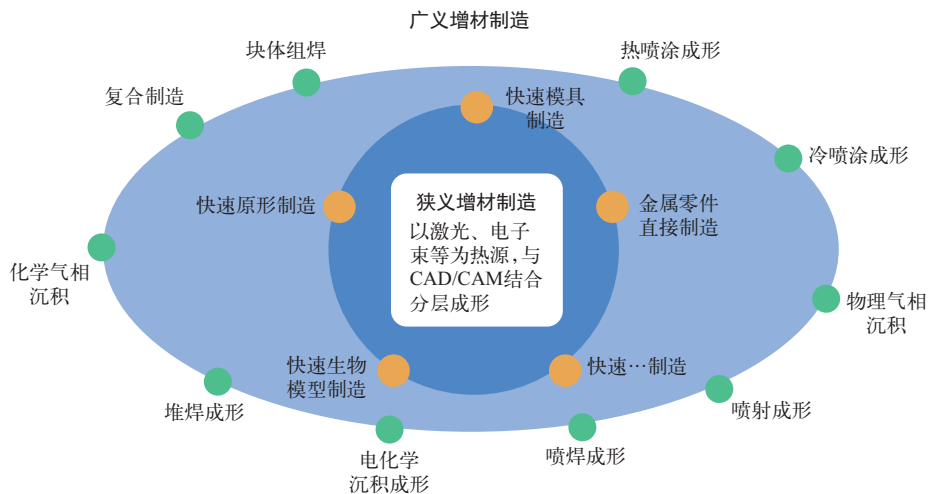 广义增材制造
块体组焊
热喷涂成形
复合制造
快速模具
制造
冷喷涂成形
快速原形制造
狭义增材制造
以激光、电子
束等为热源,与
CAD/CAM结合
分层成形
金属零件
直接制造
化学气相
沉积
物理气相
沉积
快速生物
模型制造
快速…制造
堆焊成形
喷射成形
电化学
沉积成形
喷焊成形